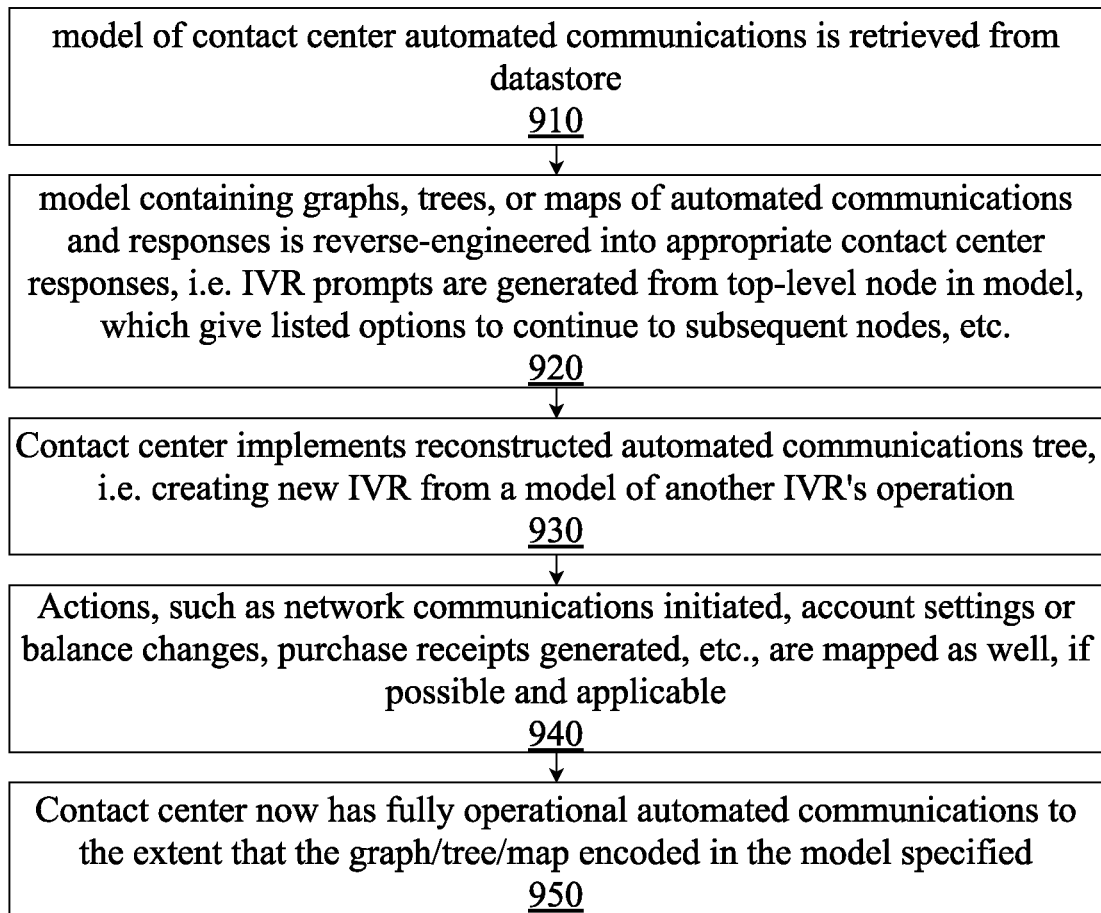 model of contact center automated communications is retrieved from
datastore
910
model containing graphs, trees, or maps of automated communications
and responses is reverse-engineered into appropriate contact center
responses, i.e. IVR prompts are generated from top-level node in model,
which give listed options to continue to subsequent nodes, etc.
920
Contact center implements reconstructed automated communications tree,
i.e. creating new IVR from a model of another IVR's operation
930
Actions, such as network communications initiated, account settings or
balance changes, purchase receipts generated, etc., are mapped as well, if
possible and applicable
940
Contact center now has fully operational automated communications to
the extent that the graph/tree/map encoded in the model specified
950